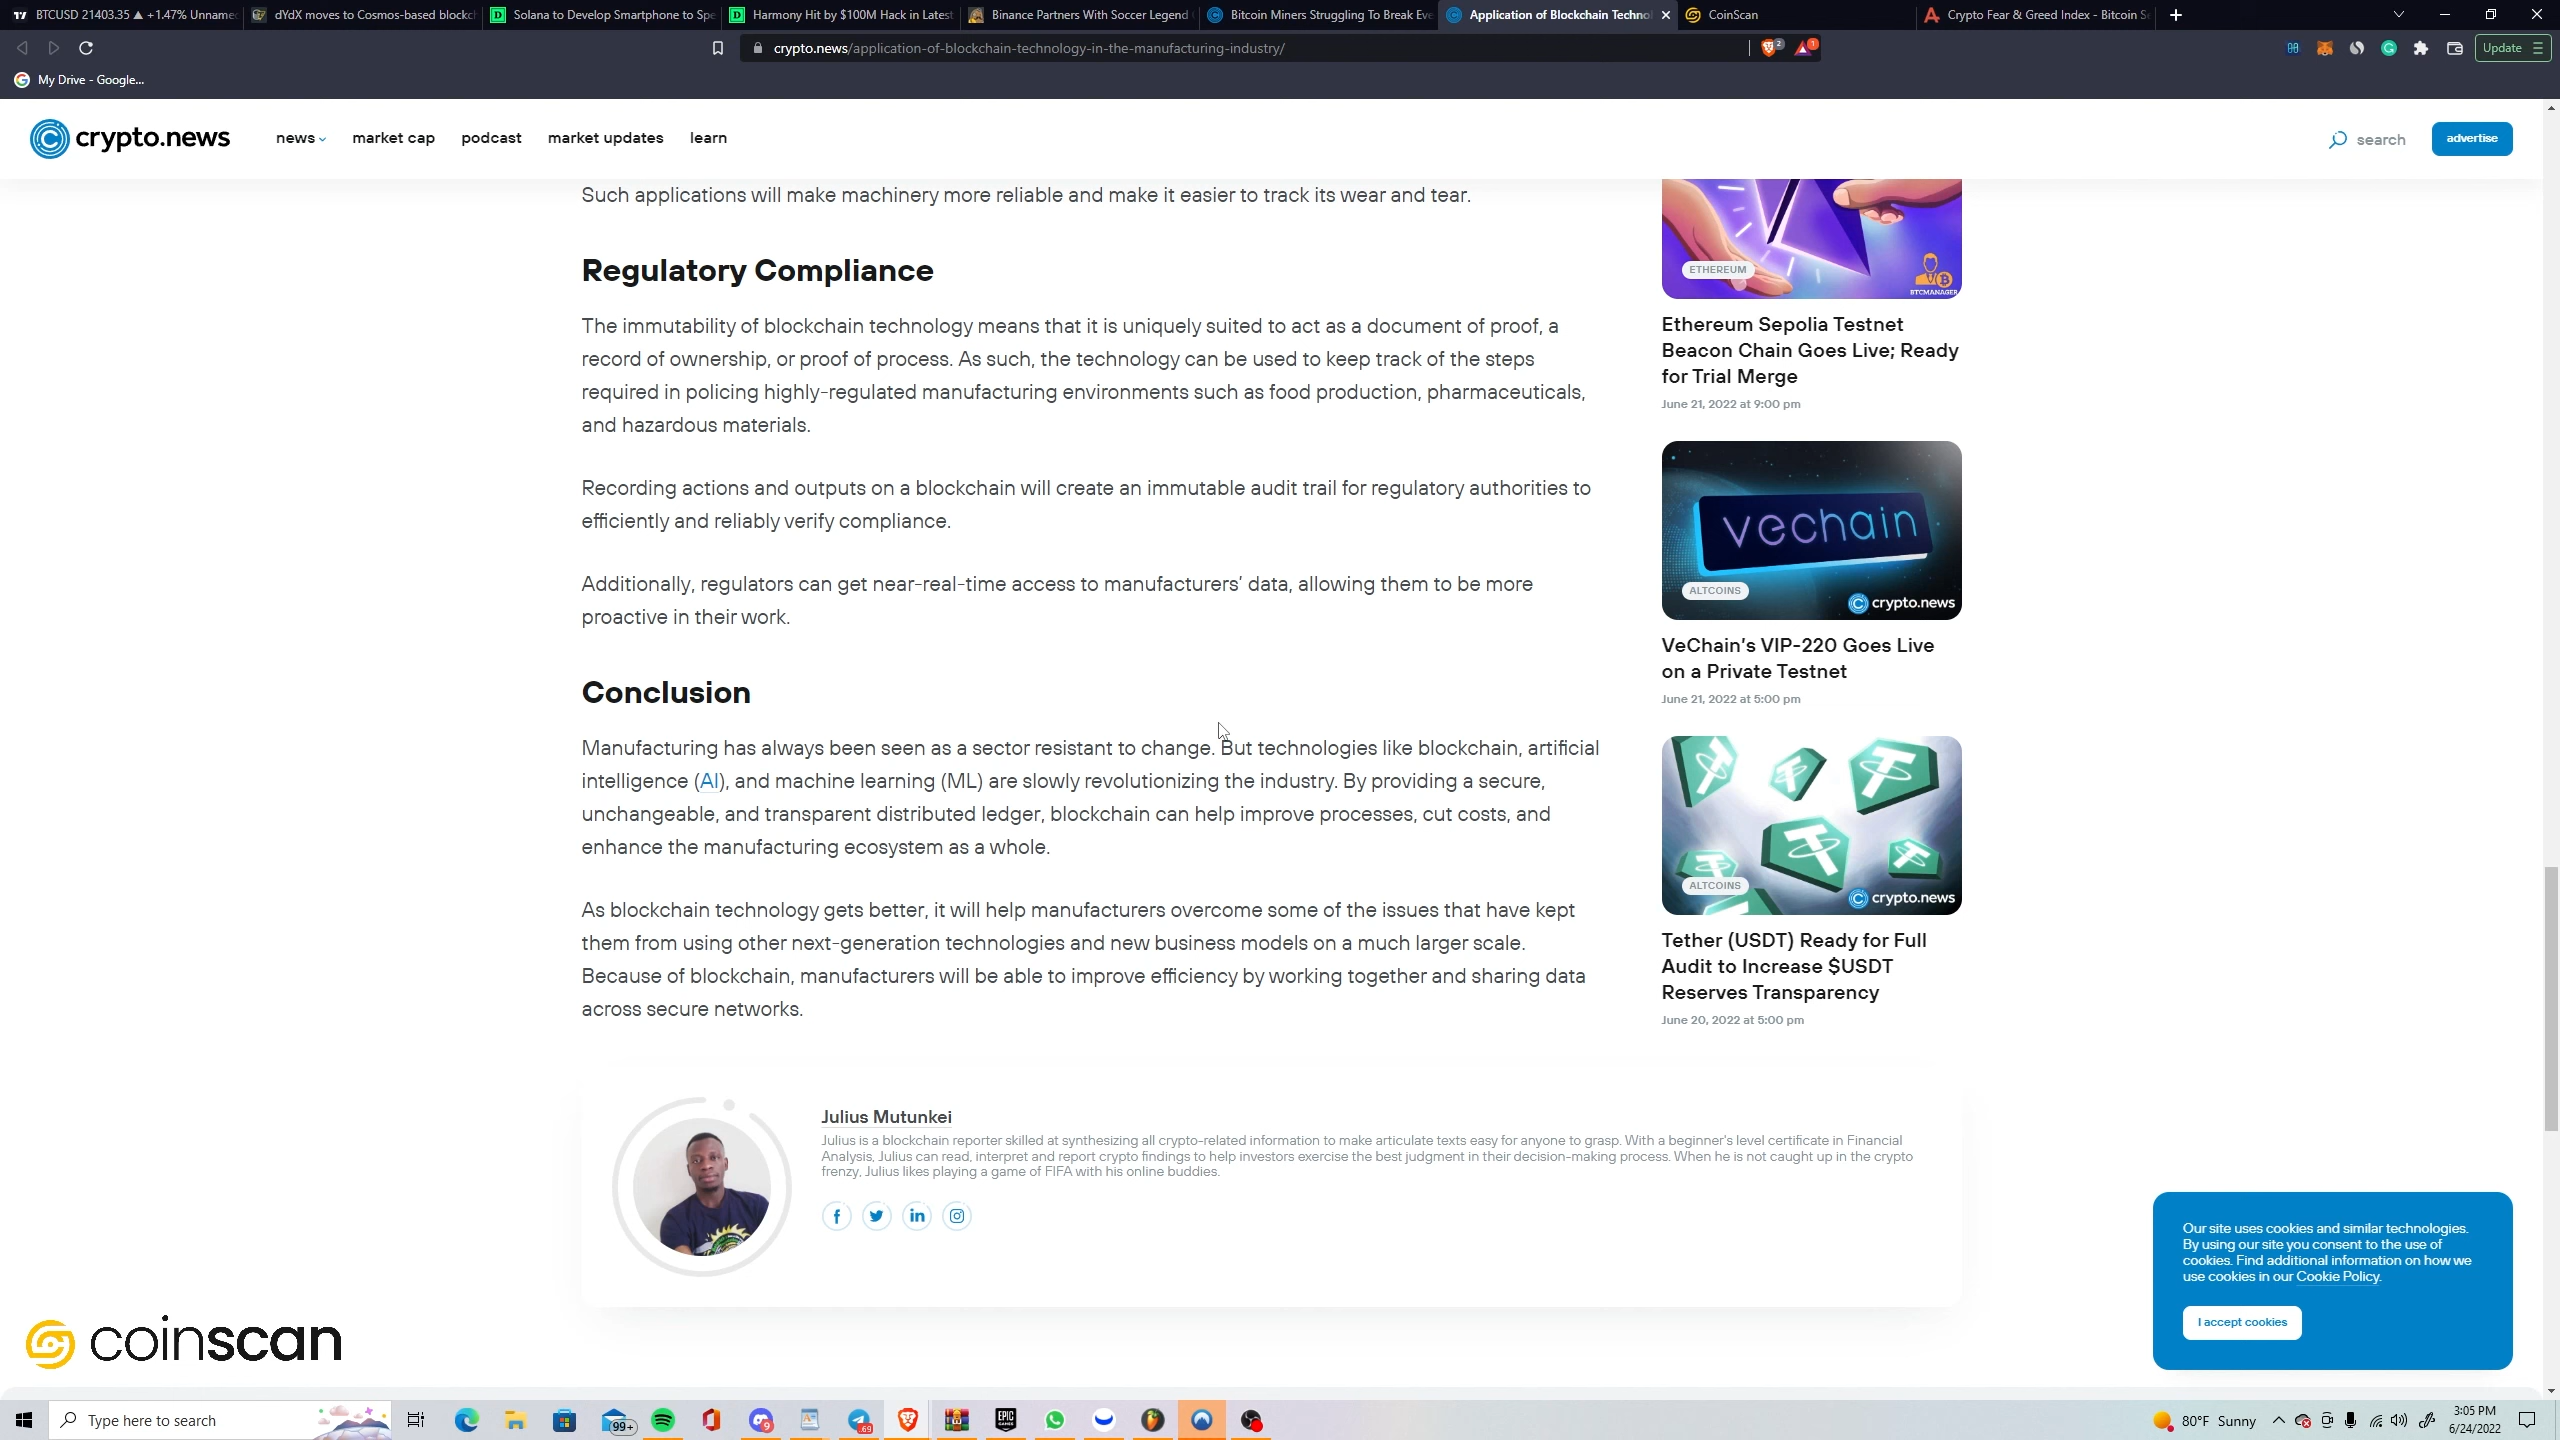 BTCUSD 21403.35 ▲ +1.47% Unname
dYdX moves to Cosmos-based blockch
Solana to Develop Smartphone to Spe
Harmony Hit by $100M Hack in Latest
Binance Partners With Soccer Legend
Bitcoin Miners Struggling To Break Eve
Application of Blockchain Techno
CoinScan
Crypto Fear & Greed Index - Bitcoin Se
crypto.news/application-of-blockchain-technology-in-the-manufacturing-industry/
2
1
Update
My Drive - Google...
crypto.news
news
market cap
podcast
market updates
learn
search
advertise
Such applications will make machinery more reliable and make it easier to track its wear and tear.
Regulatory Compliance
The immutability of blockchain technology means that it is uniquely suited to act as a document of proof, a
record of ownership, or proof of process. As such, the technology can be used to keep track of the steps
required in policing highly-regulated manufacturing environments such as food production, pharmaceuticals,
and hazardous materials.
Recording actions and outputs on a blockchain will create an immutable audit trail for regulatory authorities to
efficiently and reliably verify compliance.
Additionally, regulators can get near-real-time access to manufacturers’ data, allowing them to be more
proactive in their work.
Conclusion
Manufacturing has always been seen as a sector resistant to change. But technologies like blockchain, artificial
intelligence (AI), and machine learning (ML) are slowly revolutionizing the industry. By providing a secure,
unchangeable, and transparent distributed ledger, blockchain can help improve processes, cut costs, and
enhance the manufacturing ecosystem as a whole.
As blockchain technology gets better, it will help manufacturers overcome some of the issues that have kept
them from using other next-generation technologies and new business models on a much larger scale.
Because of blockchain, manufacturers will be able to improve efficiency by working together and sharing data
across secure networks.
ETHEREUM
BTCMANAGER
Ethereum Sepolia Testnet
Beacon Chain Goes Live; Ready
for Trial Merge
June 21, 2022 at 9:00 pm
vechain
ALTCOINS
crypto.news
VeChain’s VIP-220 Goes Live
on a Private Testnet
June 21, 2022 at 5:00 pm
ALTCOINS
crypto.news
Tether (USDT) Ready for Full
Audit to Increase $USDT
Reserves Transparency
June 20, 2022 at 5:00 pm
Julius Mutunkei
Julius is a blockchain reporter skilled at synthesizing all crypto-related information to make articulate texts easy for anyone to grasp. With a beginner's level certificate in Financial
Analysis, Julius can read, interpret and report crypto findings to help investors exercise the best judgment in their decision-making process. When he is not caught up in the crypto
frenzy, Julius likes playing a game of FIFA with his online buddies.
Our site uses cookies and similar technologies.
By using our site you consent to the use of
cookies. Find additional information on how we
use cookies in our Cookie Policy.
I accept cookies
coinscan
Type here to search
99+
9
69
EPIC
GAMES
80°F Sunny
3:05 PM
6/24/2022